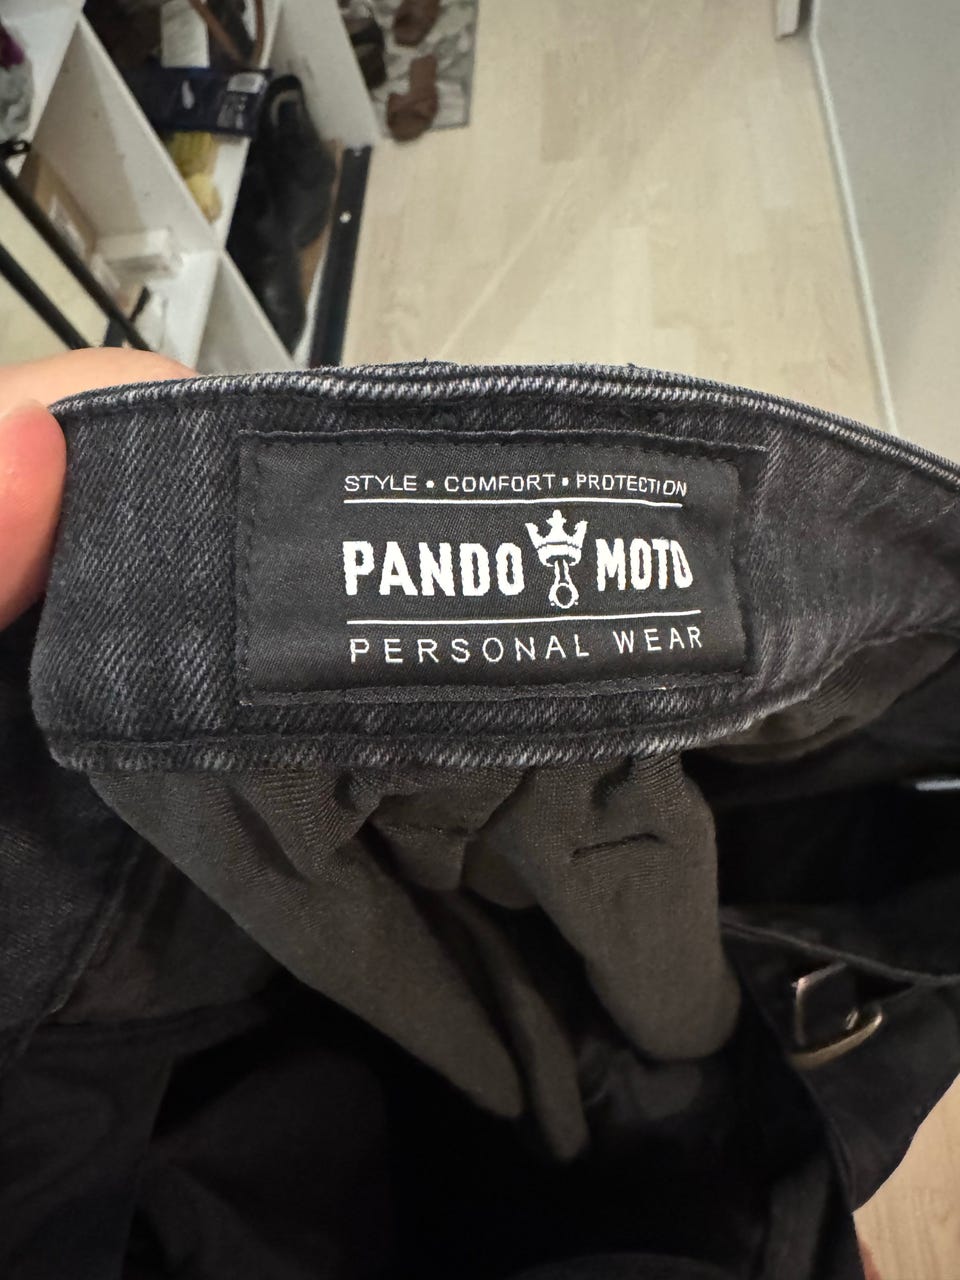 STYLE • COMFORT • PROTECTION
PANDO MOTO
PERSONAL WEAR